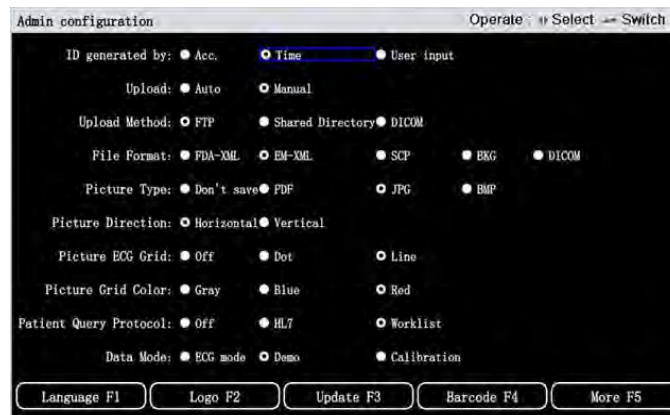 Admin configuration Operate : Select Switch
ID generated by: Acc. Time User input
Upload: Auto Manual
Upload Method: FTP Shared Directory DICOM
File Format: FDA-XML EM-XML SCP BKG DICOM
Picture Type: Don't save PDF JPG BMP
Picture Direction: Horizontal Vertical
Picture ECG Grid: Off Dot Line
Picture Grid Color: Gray Blue Red
Patient Query Protocol: Off HL7 Worklist
Data Mode: ECG mode Demo Calibration
Language F1 Logo F2 Update F3 Barcode F4 More F5